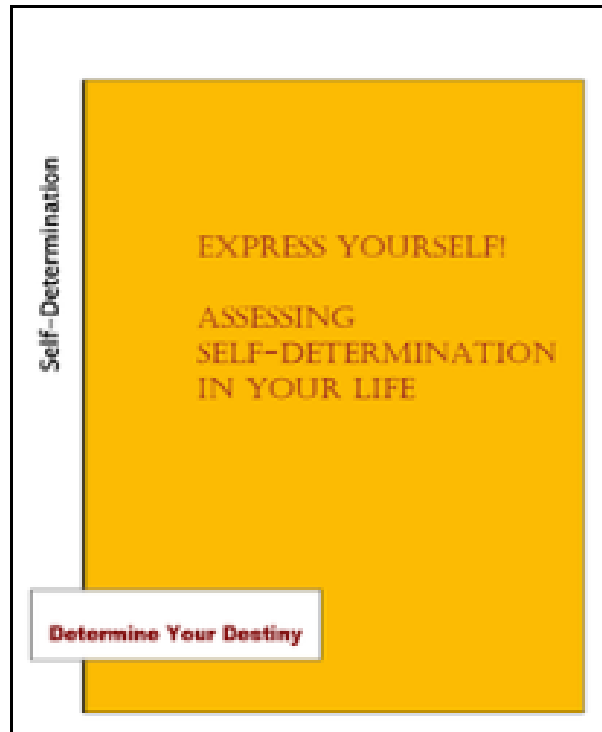 Self-Determination
EXPRESS YOURSELF!
ASSESSING
SELF-DETERMINATION
IN YOUR LIFE
Determine Your Destiny